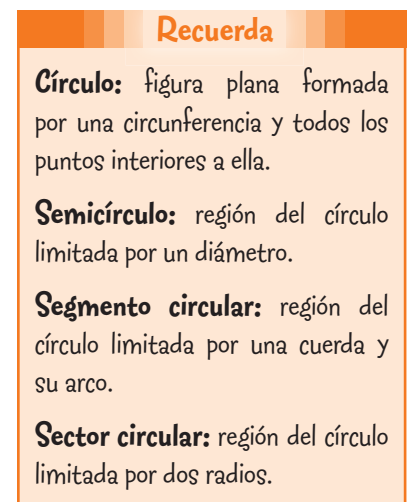 Recuerda
Círculo: figura plana formada
por una circunferencia y todos los
puntos interiores a ella.
Semicírculo: región del círculo
limitada por un diámetro.
Segmento circular: región del
círculo limitada por una cuerda y
su arco.
Sector circular: región del círculo
limitada por dos radios.